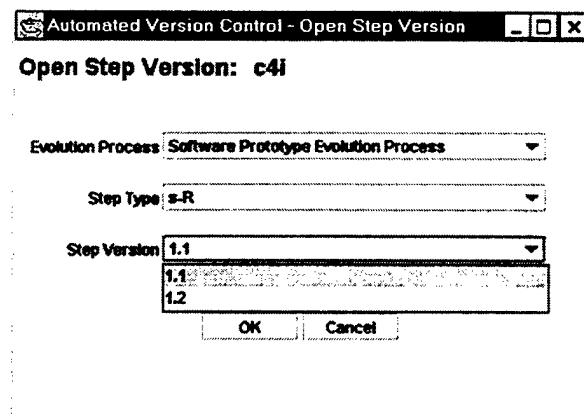 Automated Version Control - Open Step Version
Open Step Version: c4i
Evolution Process Software Prototype Evolution Process
Step Type s-R
Step Version 1.1
1.1
1.2
OK Cancel